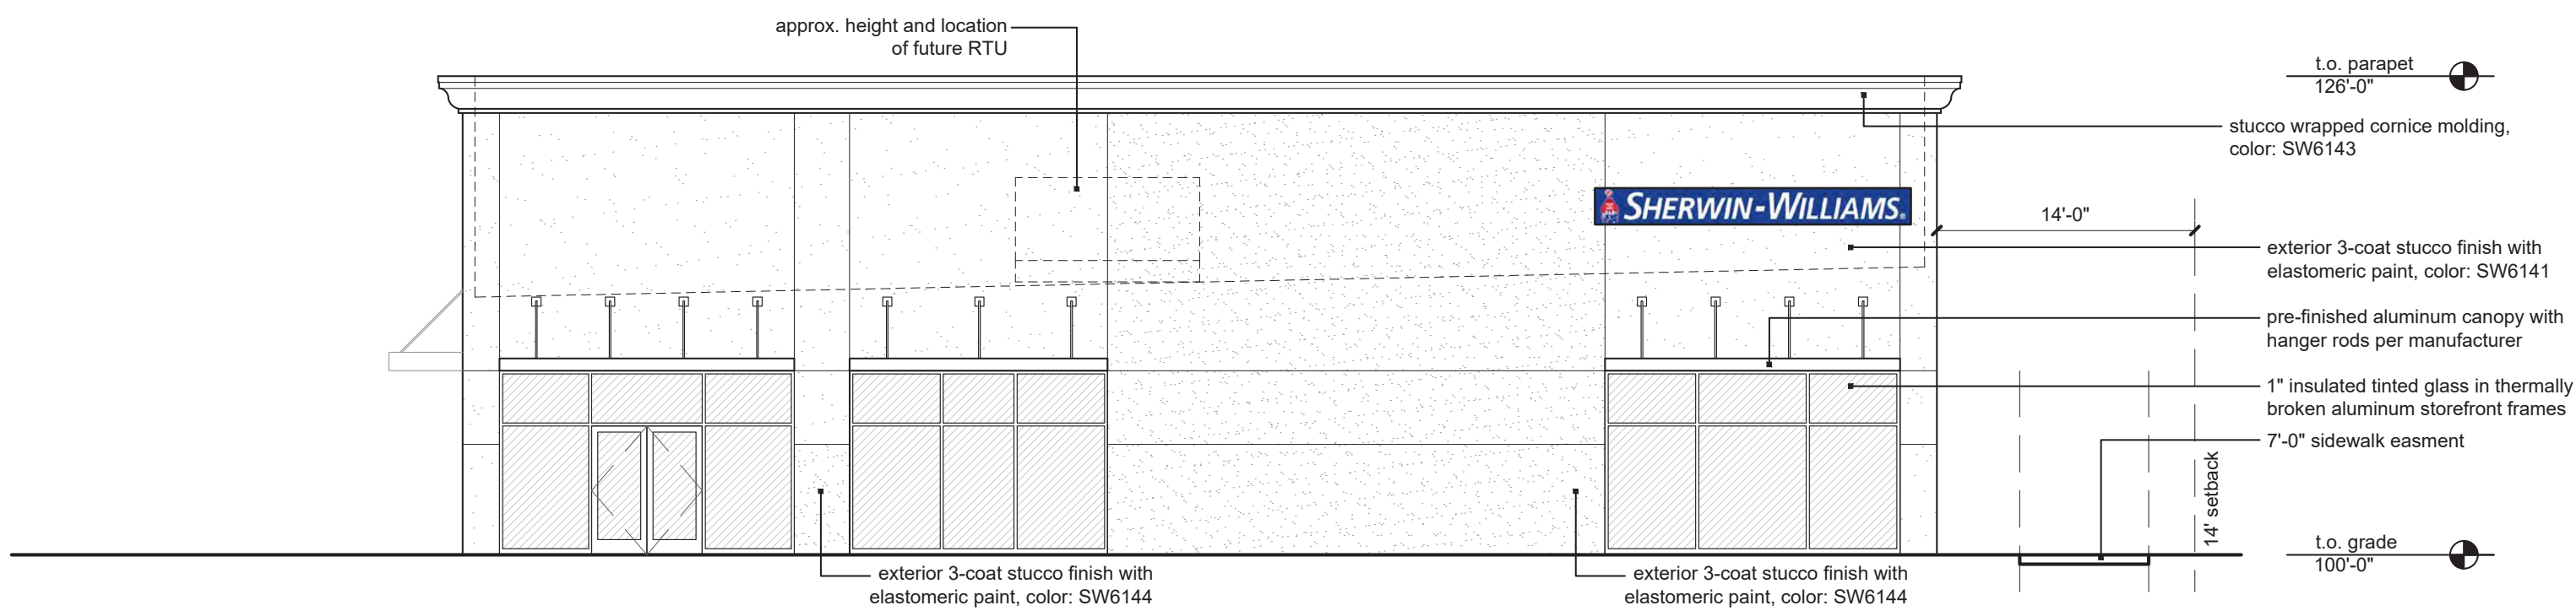 approx. height and location
of future RTU
t.o. parapet
126'-0"
stucco wrapped cornice molding,
color: SW6143
SHERWIN-WILLIAMS®
14'-0"
exterior 3-coat stucco finish with
elastomeric paint, color: SW6141
pre-finished aluminum canopy with
hanger rods per manufacturer
1" insulated tinted glass in thermally
broken aluminum storefront frames
7'-0" sidewalk easment
14' setback
t.o. grade
100'-0"
exterior 3-coat stucco finish with
elastomeric paint, color: SW6144
exterior 3-coat stucco finish with
elastomeric paint, color: SW6144